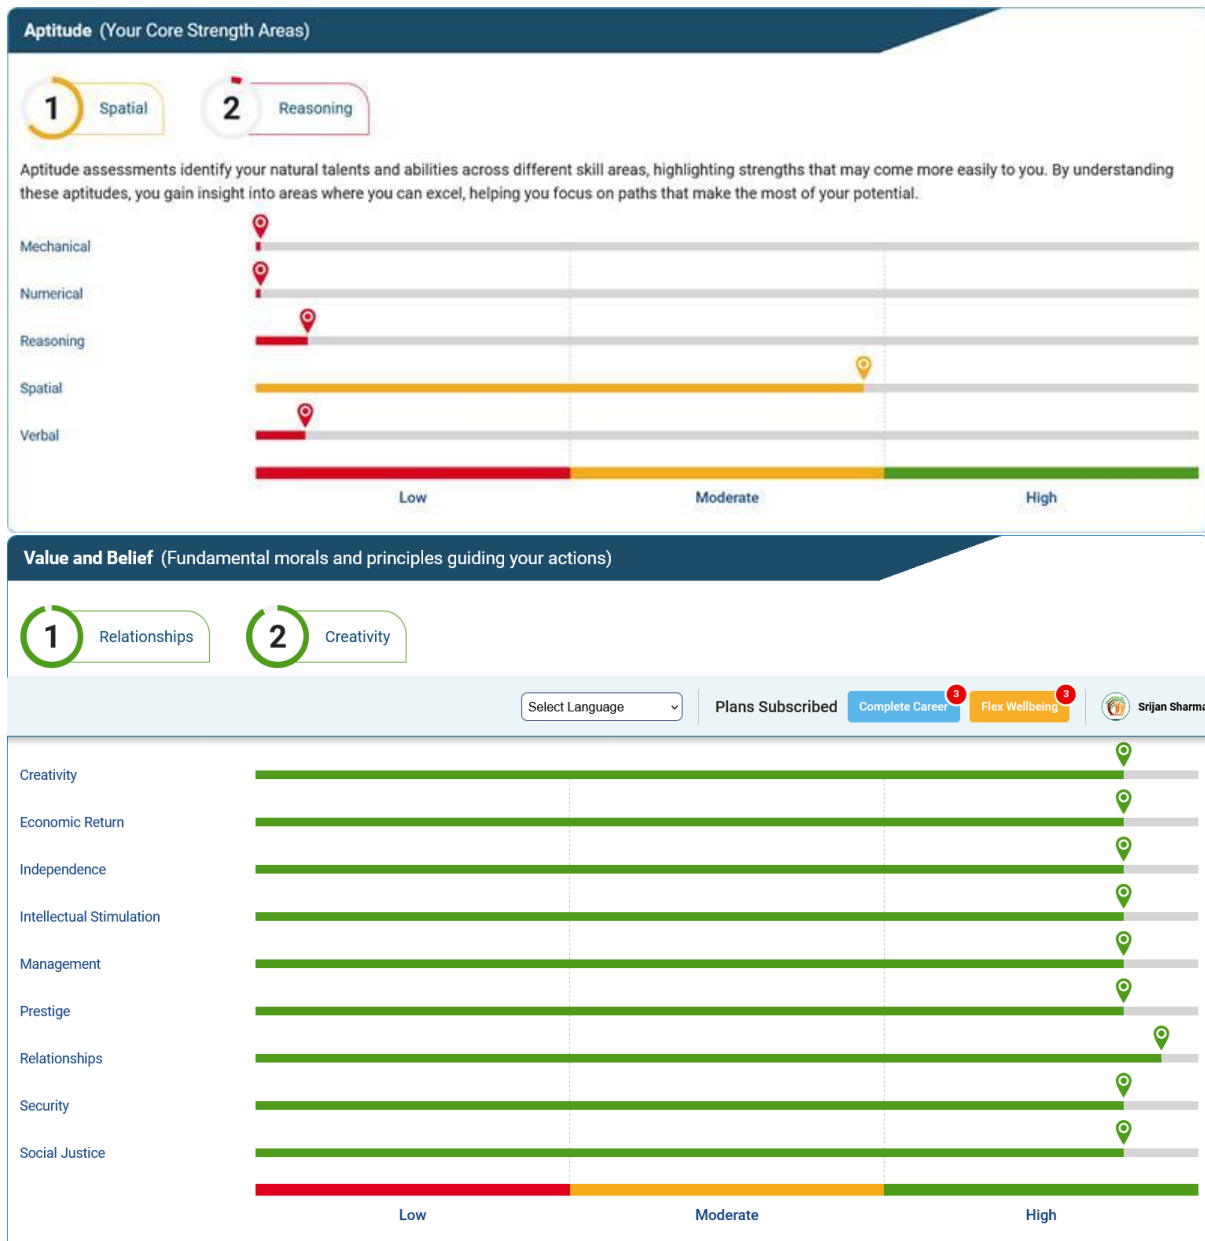 Aptitude (Your Core Strength Areas)
1 Spatial 2 Reasoning
Aptitude assessments identify your natural talents and abilities across different skill areas, highlighting strengths that may come more easily to you. By understanding
these aptitudes, you gain insight into areas where you can excel, helping you focus on paths that make the most of your potential.
Mechanical
Numerical
Reasoning
Spatial
Verbal
Low Moderate High
Value and Belief (Fundamental morals and principles guiding your actions)
1 Relationships 2 Creativity
Select Language Plans Subscribed Complete Career 3 Flex Wellbeing 3 Srijan Sharma
Creativity
Economic Return
Independence
Intellectual Stimulation
Management
Prestige
Relationships
Security
Social Justice
Low Moderate High